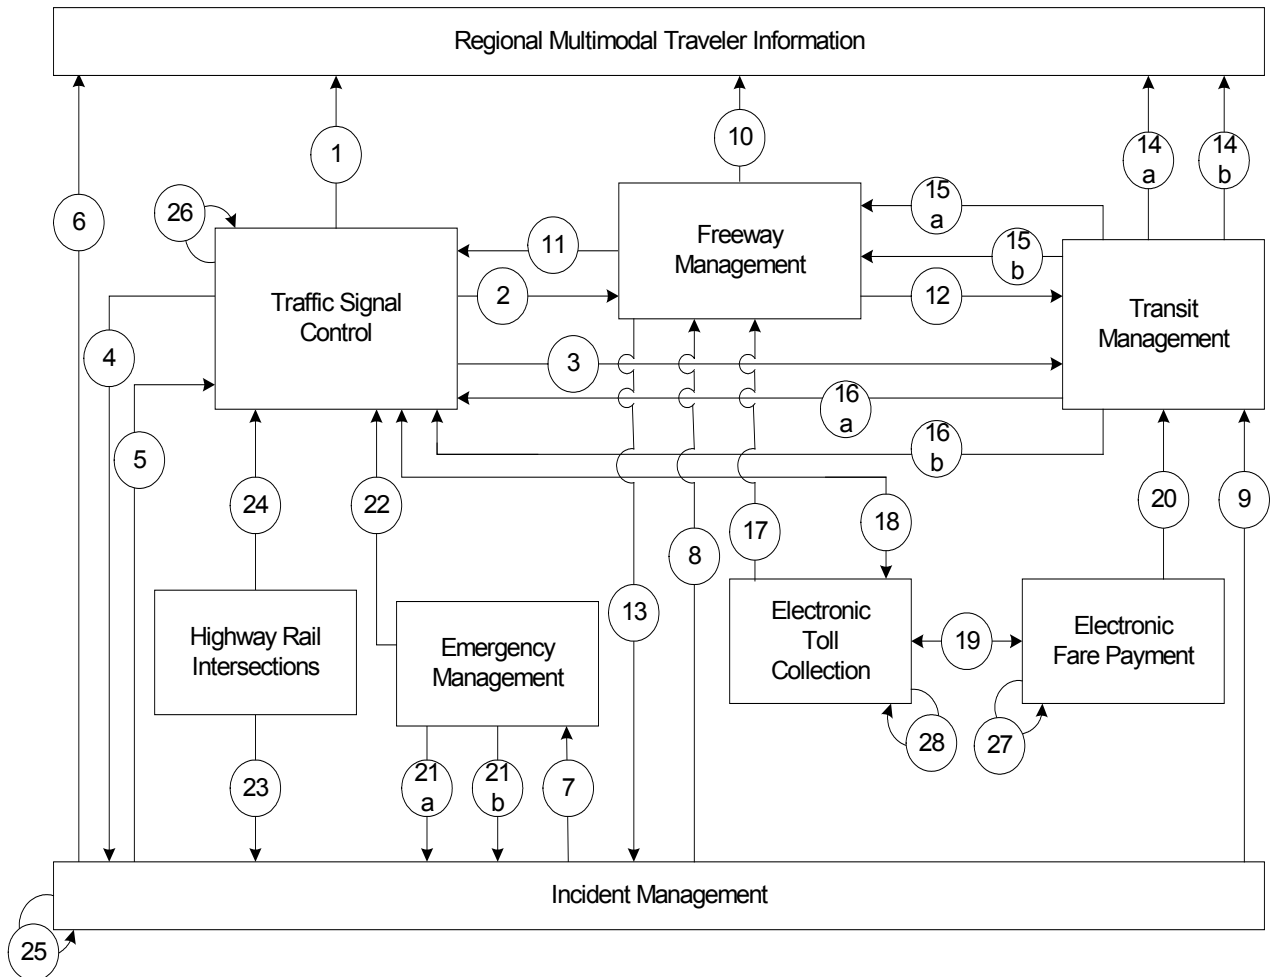 Regional Multimodal Traveler Information
1
10
14
a
14
b
6
26
15
a
15
b
11
Freeway
Management
2
12
Traffic Signal
Control
Transit
Management
4
3
16
a
16
b
5
24
22
17
18
20
9
8
13
Highway Rail
Intersections
Emergency
Management
Electronic
Toll
Collection
19
Electronic
Fare Payment
28
27
23
21
a
21
b
7
Incident Management
25